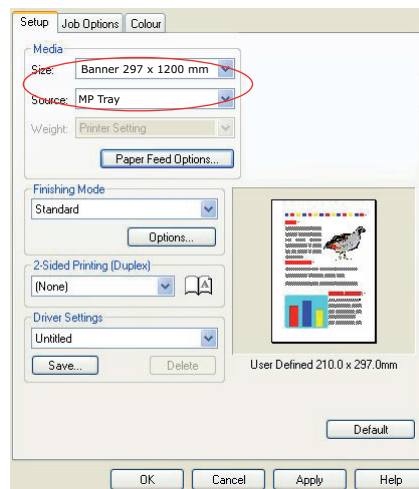 Setup Job Options Colour
Media
Size: Banner 297 x 1200 mm
Source: MP Tray
Weight: Printer Setting
Paper Feed Options...
Finishing Mode
Standard
Options...
2-Sided Printing (Duplex)
(None)
A
Driver Settings
Untitled
Save... Delete
User Defined 210.0 x 297.0mm
Default
OK Cancel Apply Help